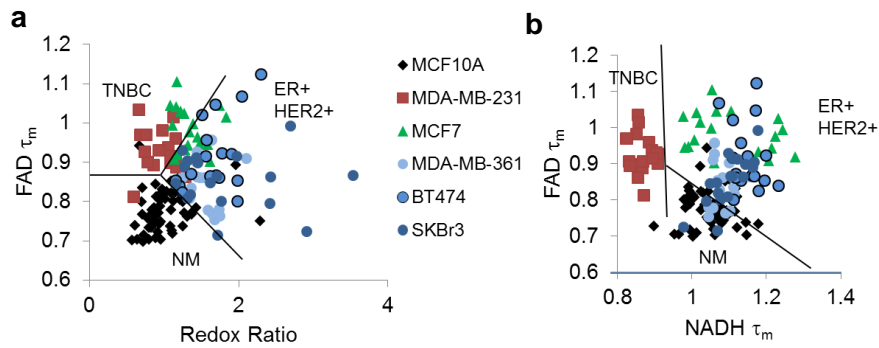 a
FAD τm
1.2
1.1
1
0.9
0.8
0.7
0.6
0
2
4
Redox Ratio
TNBC
ER+
HER2+
NM
MCF10A
MDA-MB-231
MCF7
MDA-MB-361
BT474
SKBr3
b
FAD τm
1.2
1.1
1
0.9
0.8
0.7
0.6
0.8
1
1.2
1.4
NADH τm
TNBC
ER+
HER2+
NM